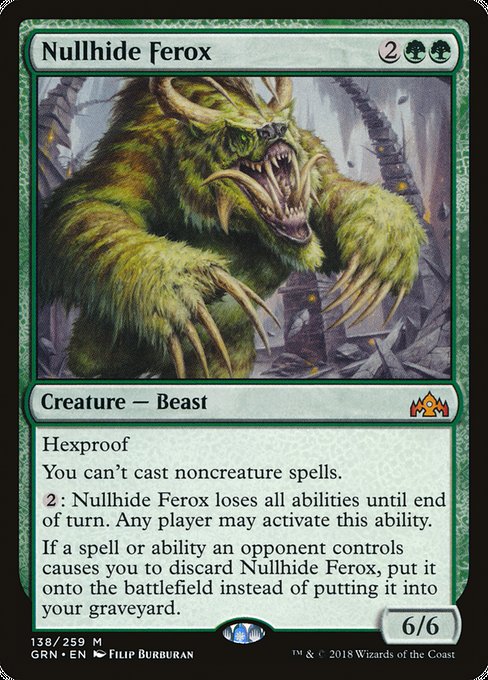 Nullhide Ferox 2
Creature — Beast
Hexproof
You can't cast noncreature spells.
2: Nullhide Ferox loses all abilities until end
of turn. Any player may activate this ability.
If a spell or ability an opponent controls
causes you to discard Nullhide Ferox, put it
onto the battlefield instead of putting it into
your graveyard.
6/6
138/259 M
GRN • EN Filip Burburan
™ & © 2018 Wizards of the Coast